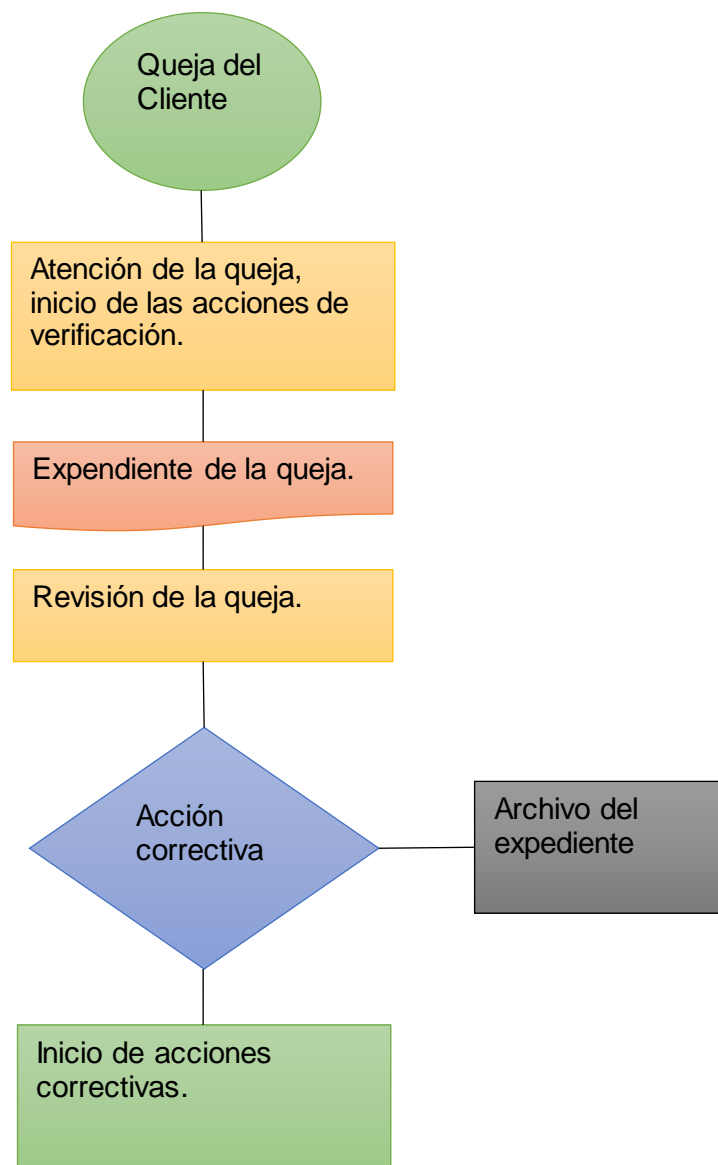 Queja del
Cliente
Atención de la queja,
inicio de las acciones de
verificación.
Expendiente de la queja.
Revisión de la queja.
Acción
correctiva
Archivo del
expediente
Inicio de acciones
correctivas.